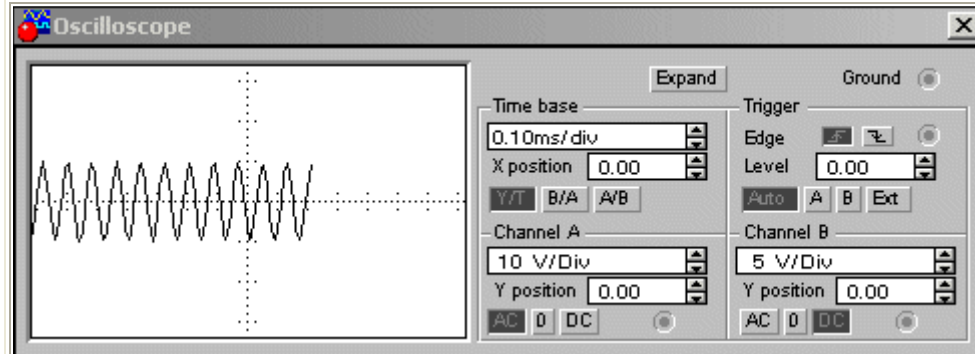 Oscilloscope
Expand
Ground
Time base
0.10ms/div
X position 0.00
Y/T B/A A/B
Trigger
Edge
Level 0.00
Auto A B Ext
Channel A
10 V/Div
Y position 0.00
AC 0 DC
Channel B
5 V/Div
Y position 0.00
AC 0 DC